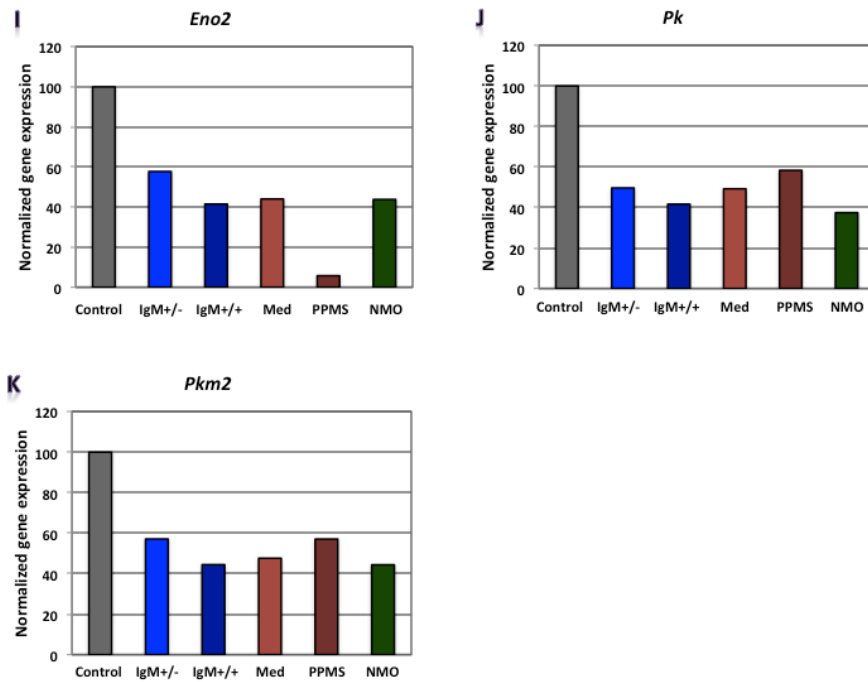 I
Eno2
Normalized gene expression
120
100
80
60
40
20
0
Control IgM+/- IgM+/+ Med PPMS NMO
J
Pk
Normalized gene expression
120
100
80
60
40
20
0
Control IgM+/- IgM+/+ Med PPMS NMO
K
Pkm2
Normalized gene expression
120
100
80
60
40
20
0
Control IgM+/- IgM+/+ Med PPMS NMO